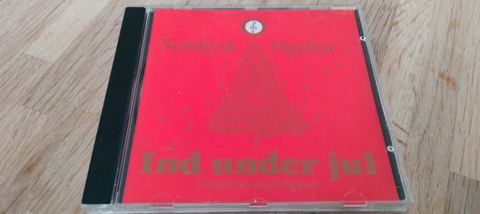 Nordjysk Pigekor
Ind under jul